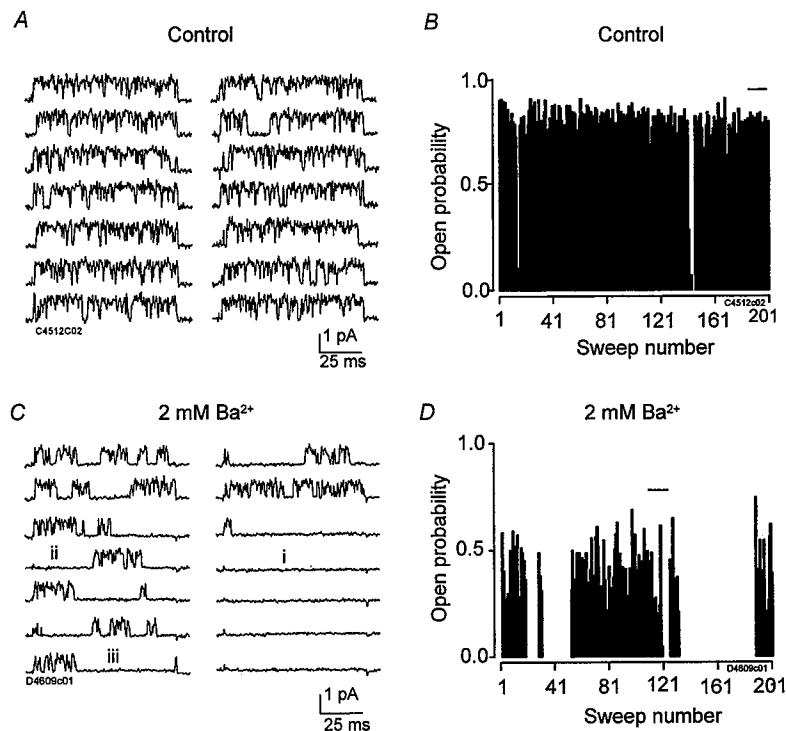 A
Control
C4512C02
1 pA
25 ms
B
Control
Open probability
1.0
0.5
0.0
C4512c02
1 41 81 121 161 201
Sweep number
C
2 mM Ba²⁺
ii
i
iii
D4609c01
1 pA
25 ms
D
2 mM Ba²⁺
Open probability
1.0
0.5
0.0
D4609c01
1 41 81 121 161 201
Sweep number